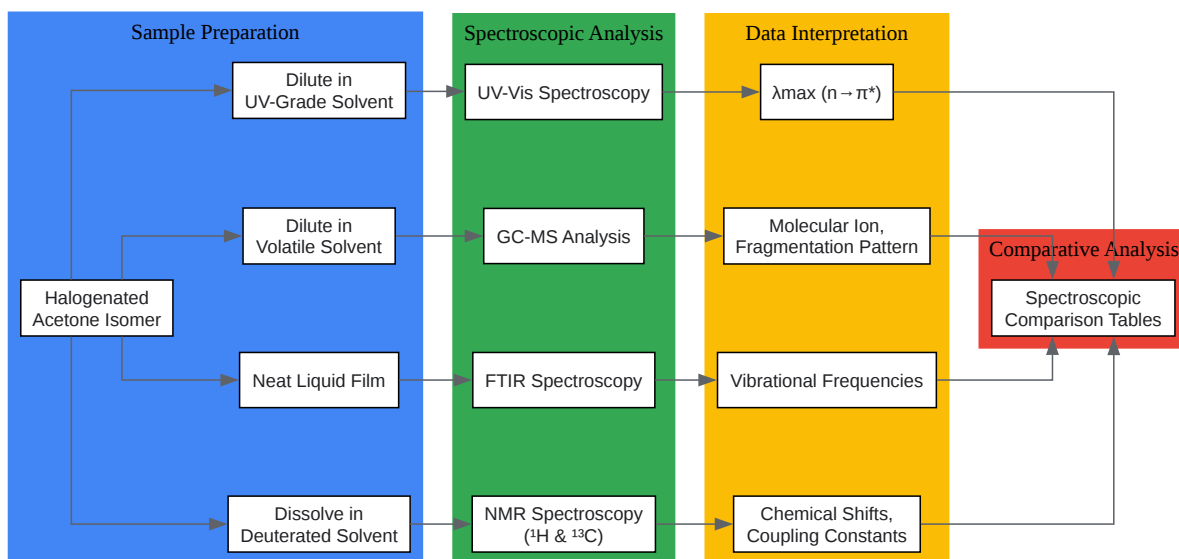 Sample Preparation
Spectroscopic Analysis
Data Interpretation
Dilute in
UV-Grade Solvent
UV-Vis Spectroscopy
λmax (n→π*)
Dilute in
Volatile Solvent
GC-MS Analysis
Molecular Ion,
Fragmentation Pattern
Comparative Analysis
Halogenated
Acetone Isomer
Spectroscopic
Comparison Tables
Neat Liquid Film
FTIR Spectroscopy
Vibrational Frequencies
Dissolve in
Deuterated Solvent
NMR Spectroscopy
(¹H & ¹³C)
Chemical Shifts,
Coupling Constants